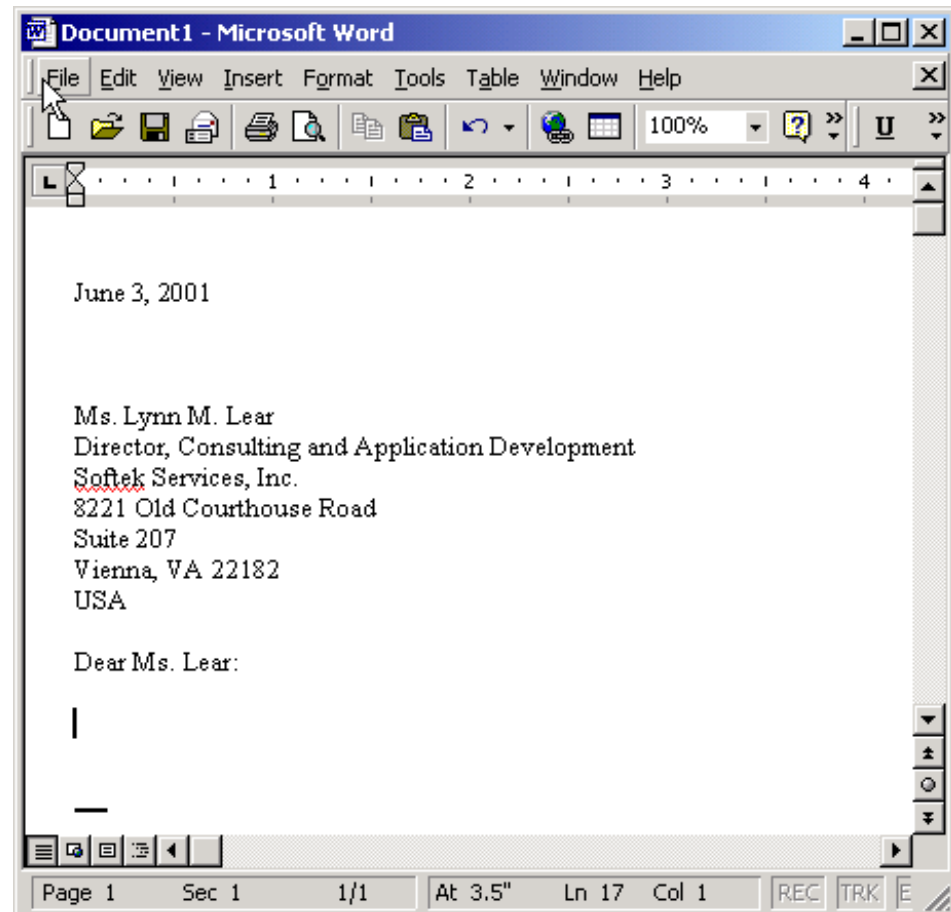 Document1 - Microsoft Word
File Edit View Insert Format Tools Table Window Help
100% U
1 2 3 4
June 3, 2001
Ms. Lynn M. Lear
Director, Consulting and Application Development
Softek Services, Inc.
8221 Old Courthouse Road
Suite 207
Vienna, VA 22182
USA
Dear Ms. Lear:
Page 1 Sec 1 1/1 At 3.5" Ln 17 Col 1 REC TRK E